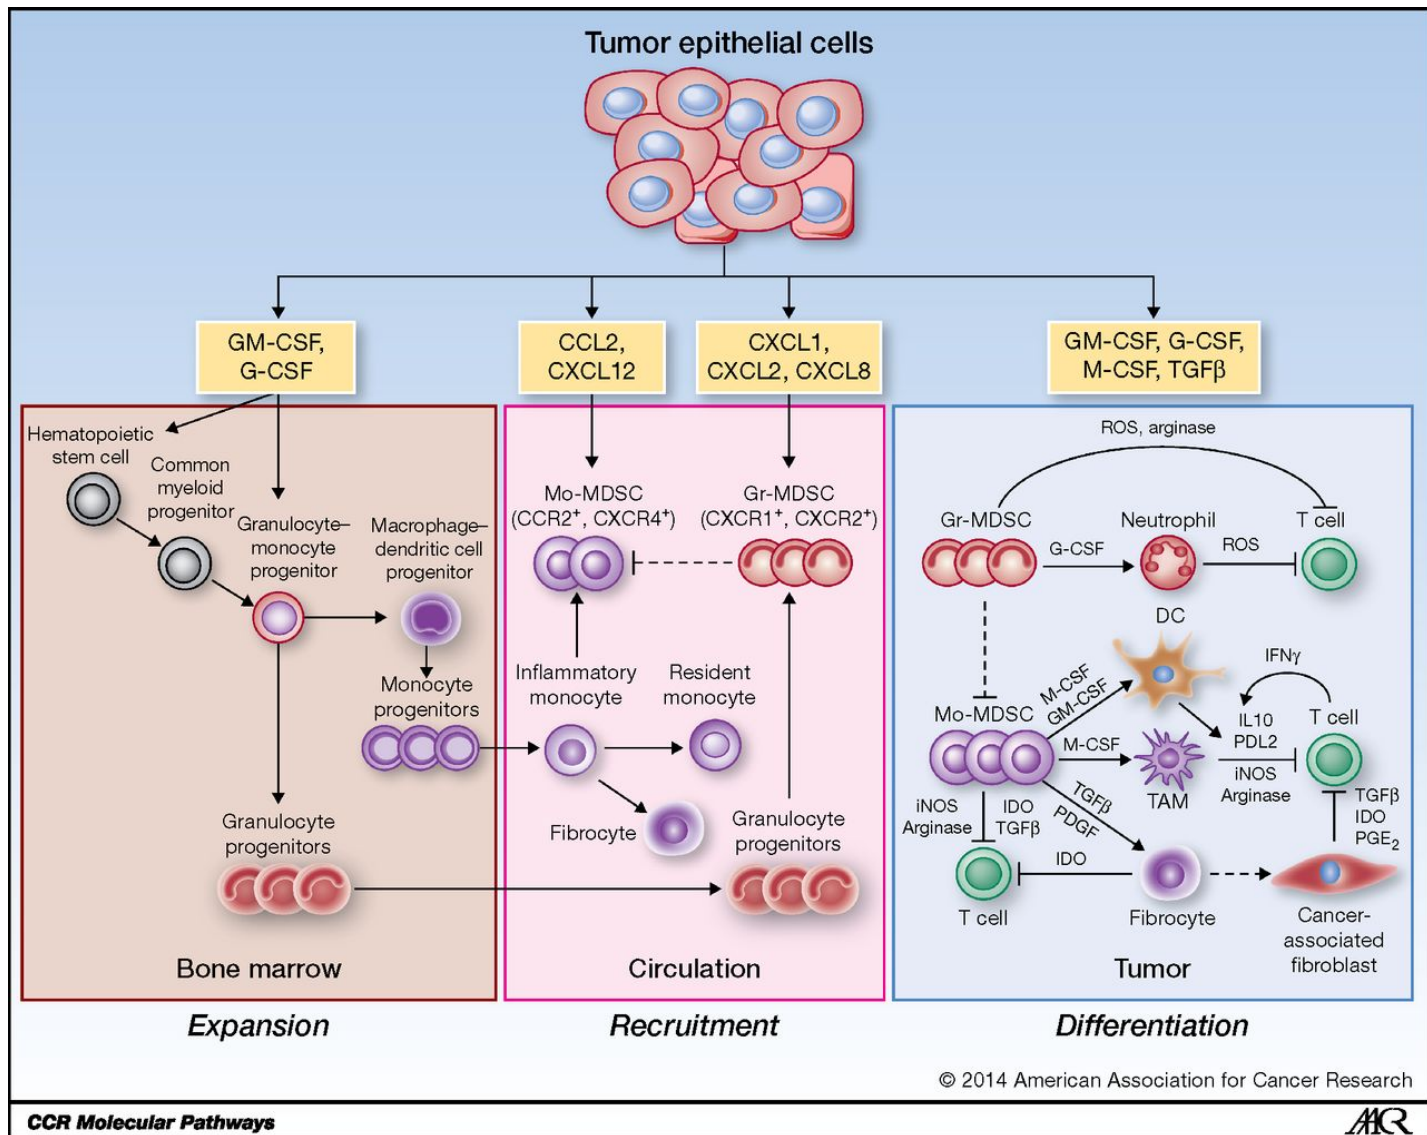 Tumor epithelial cells
GM-CSF,
G-CSF
CCL2,
CXCL12
CXCL1,
CXCL2, CXCL8
GM-CSF, G-CSF,
M-CSF, TGFβ
Hematopoietic
stem cell
Common
myeloid
progenitor
Granulocyte–
monocyte
progenitor
Macrophage–
dendritic cell
progenitor
Monocyte
progenitors
Granulocyte
progenitors
Bone marrow
Mo-MDSC
(CCR2⁺, CXCR4⁺)
Gr-MDSC
(CXCR1⁺, CXCR2⁺)
Inflammatory
monocyte
Resident
monocyte
Fibrocyte
Granulocyte
progenitors
Circulation
ROS, arginase
Gr-MDSC
G-CSF
Neutrophil
ROS
T cell
DC
IFNγ
Mo-MDSC
M-CSF
GM-CSF
IL10
PDL2
T cell
M-CSF
TAM
iNOS
Arginase
iNOS
Arginase
IDO
TGFβ
TGFβ
PDGF
TGFβ
IDO
PGE₂
IDO
T cell
Fibrocyte
Cancer-
associated
fibroblast
Tumor
Expansion
Recruitment
Differentiation
© 2014 American Association for Cancer Research
CCR Molecular Pathways
AACR